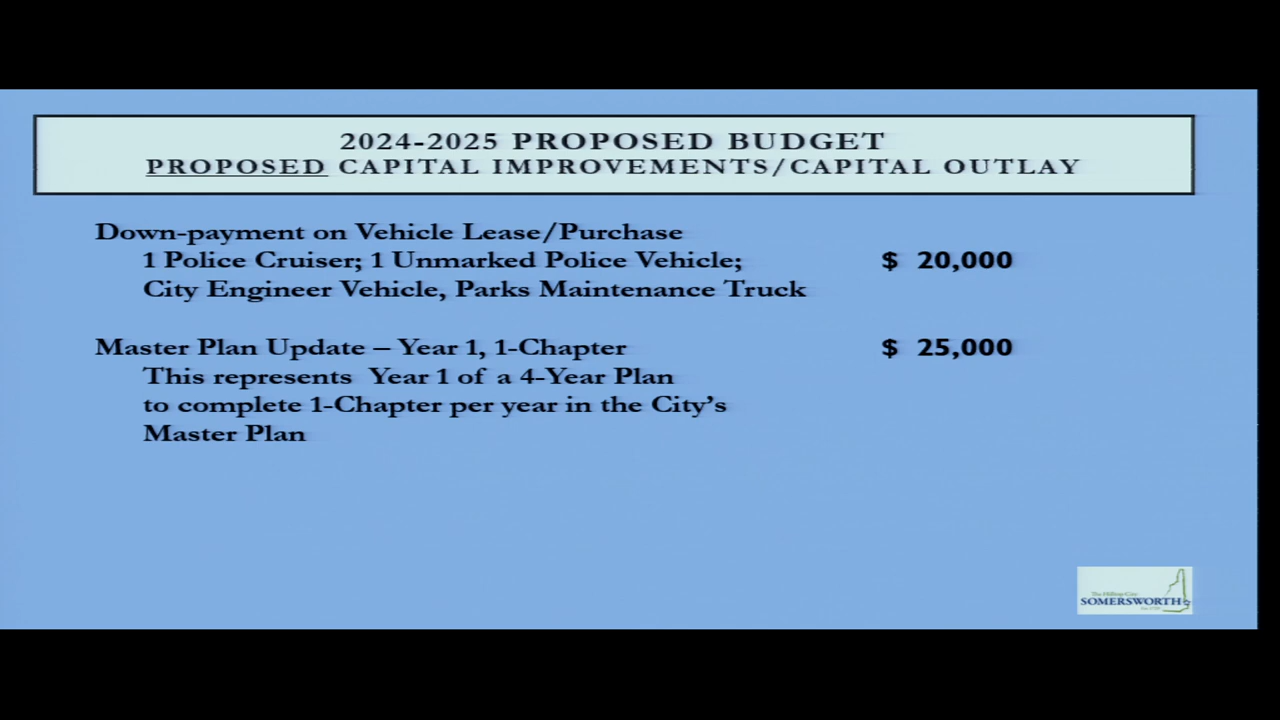 2024-2025 PROPOSED BUDGET
PROPOSED CAPITAL IMPROVEMENTS/CAPITAL OUTLAY
Down-payment on Vehicle Lease/Purchase
1 Police Cruiser; 1 Unmarked Police Vehicle; $ 20,000
City Engineer Vehicle, Parks Maintenance Truck
Master Plan Update – Year 1, 1-Chapter $ 25,000
This represents Year 1 of a 4-Year Plan
to complete 1-Chapter per year in the City’s
Master Plan
The Hilltop City
SOMERSWORTH